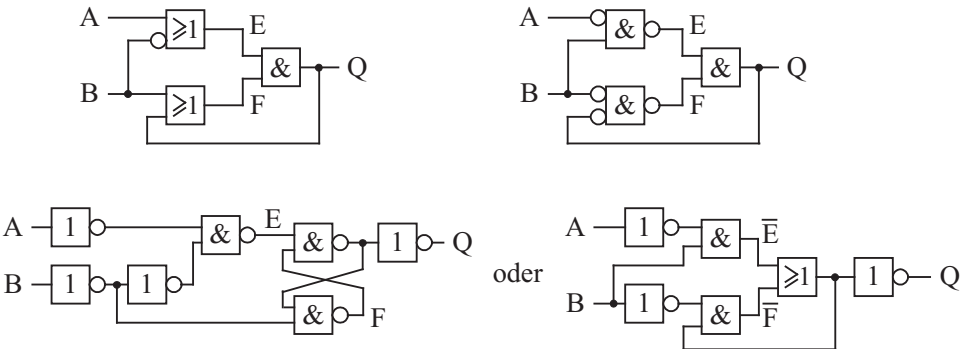 A ≥1 E
& Q
B ≥1 F
A & E
& Q
B & F
A 1 & E & 1 Q
B 1 1 & F
oder
A 1 & E̅
≥1 1 Q
B 1 & F̅